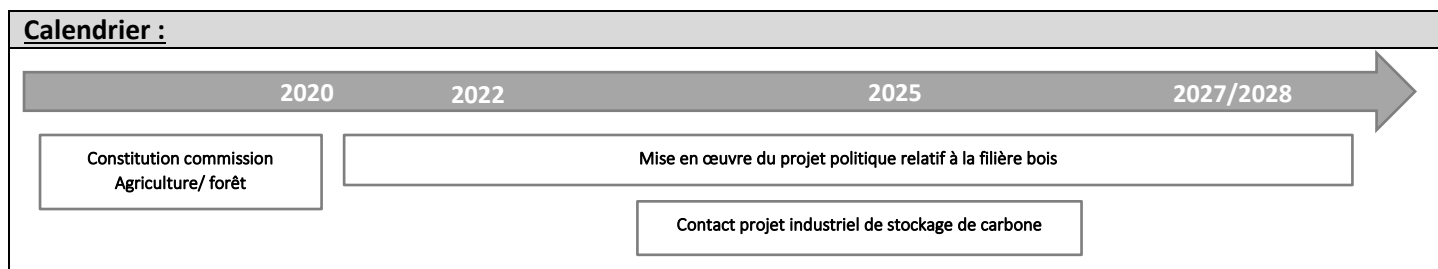 Calendrier :
2020 2022 2025 2027/2028
Constitution commission
Agriculture/ forêt
Mise en œuvre du projet politique relatif à la filière bois
Contact projet industriel de stockage de carbone